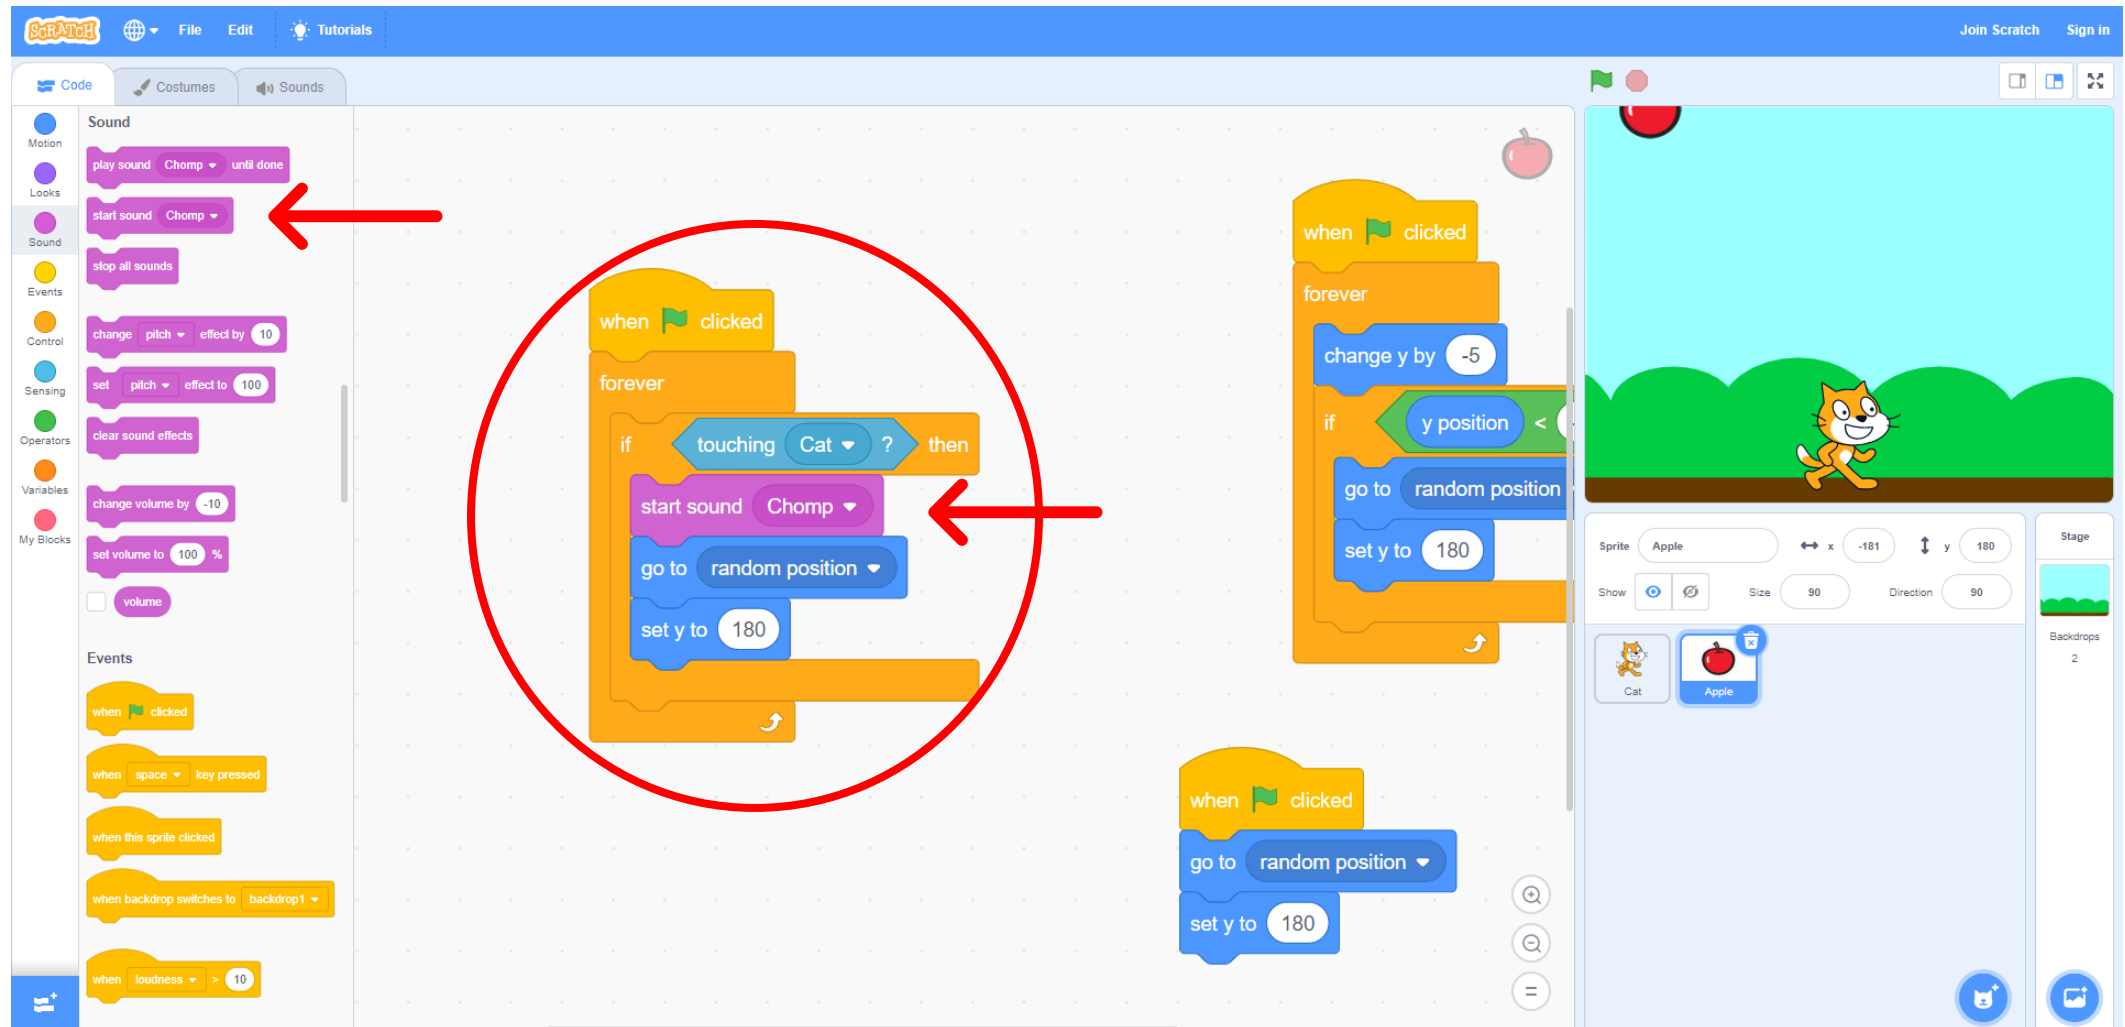 SCRATCH File Edit Tutorials Join Scratch Sign in
Code Costumes Sounds
Motion
Looks
Sound
Events
Control
Sensing
Operators
Variables
My Blocks
Sound
play sound Chomp until done
start sound Chomp
stop all sounds
change pitch effect by 10
set pitch effect to 100
clear sound effects
change volume by -10
set volume to 100 %
volume
Events
when clicked
when space key pressed
when this sprite clicked
when backdrop switches to backdrop1
when loudness > 10
when clicked
forever
if touching Cat ? then
start sound Chomp
go to random position
set y to 180
when clicked
forever
change y by -5
if y position <
go to random position
set y to 180
when clicked
go to random position
set y to 180
Sprite Apple x -181 y 180
Show Size 90 Direction 90
Cat
Apple
Stage
Backdrops
2